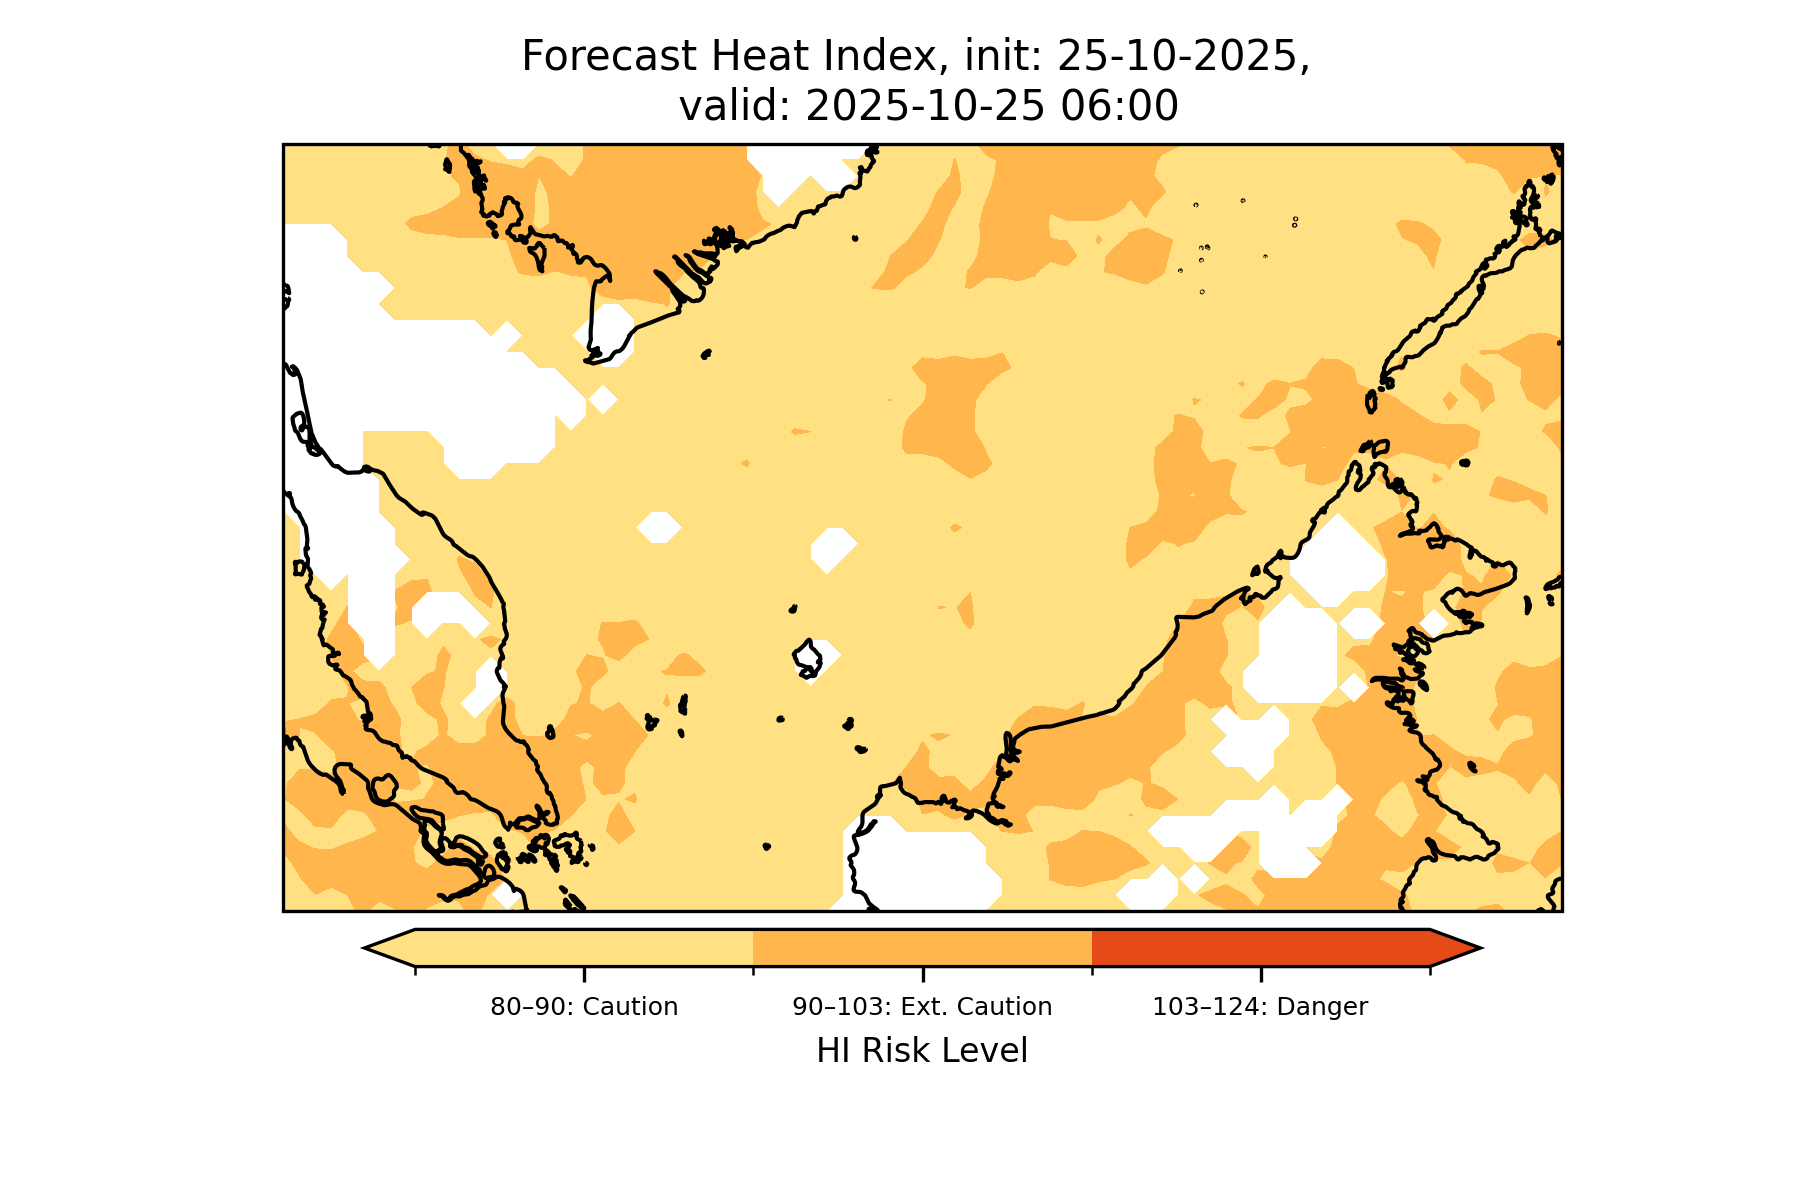 Forecast Heat Index, init: 25-10-2025,
valid: 2025-10-25 06:00
80–90: Caution
90–103: Ext. Caution
103–124: Danger
HI Risk Level